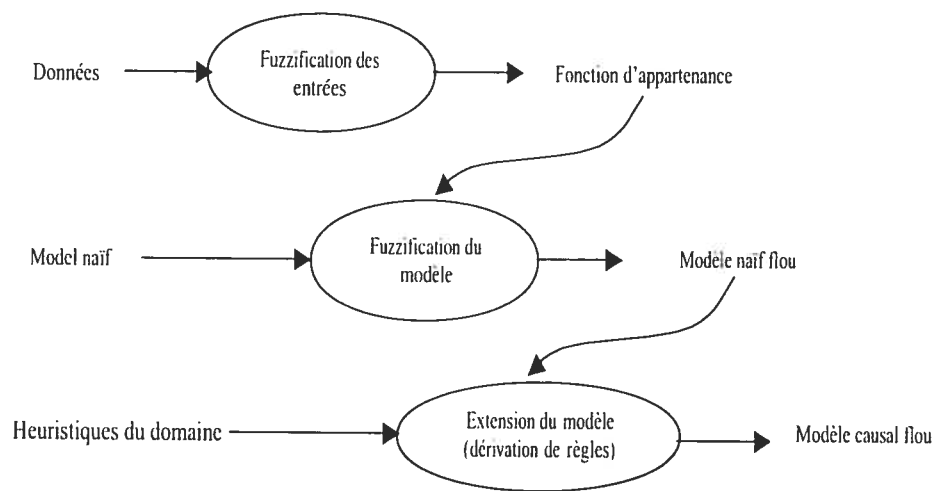 Données
Fuzzification des
entrées
Fonction d'appartenance
Model naïf
Fuzzification du
modèle
Modèle naïf flou
Heuristiques du domaine
Extension du modèle
(dérivation de règles)
Modèle causal flou